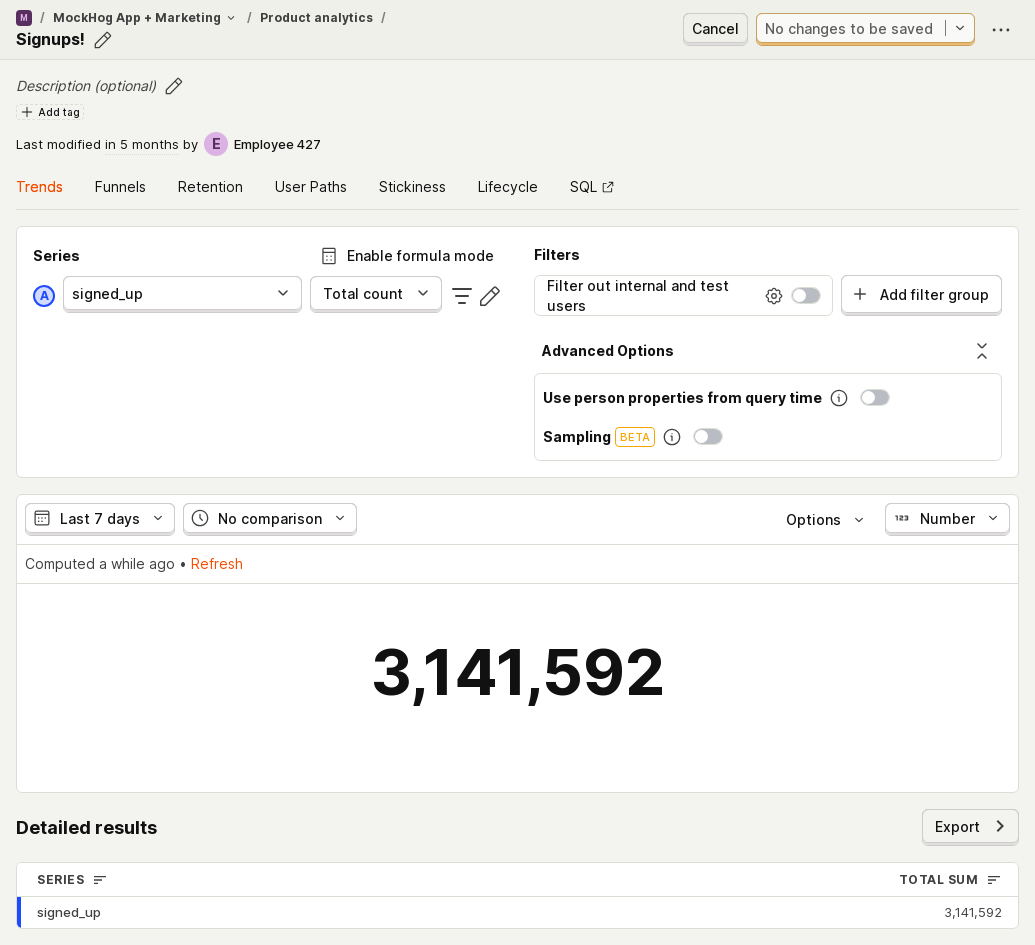 M / MockHog App + Marketing / Product analytics /
Signups!
Cancel
No changes to be saved
Description (optional)
Add tag
Last modified in 5 months by E Employee 427
Trends Funnels Retention User Paths Stickiness Lifecycle SQL
Series
Enable formula mode
A signed_up Total count
Filters
Filter out internal and test
users
Add filter group
Advanced Options
Use person properties from query time
Sampling BETA
Last 7 days No comparison Options 123 Number
Computed a while ago • Refresh
3,141,592
Detailed results Export
SERIES TOTAL SUM
signed_up 3,141,592